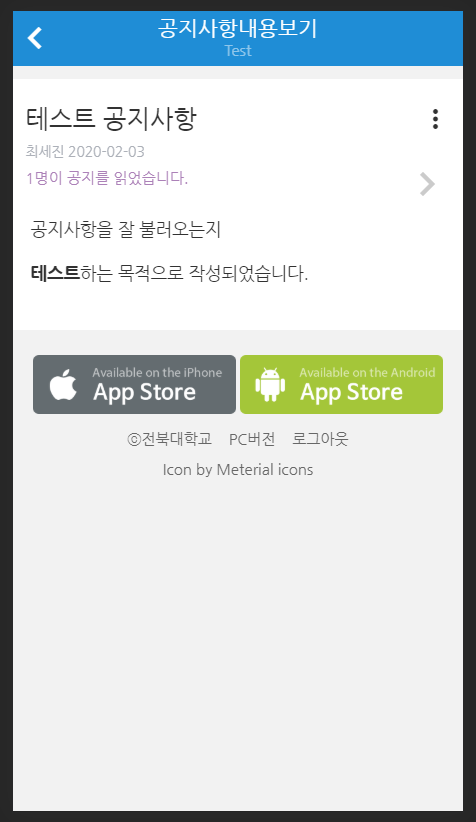 공지사항내용보기
Test
테스트 공지사항
최세진 2020-02-03
1명이 공지를 읽었습니다.
공지사항을 잘 불러오는지
테스트하는 목적으로 작성되었습니다.
Available on the iPhone
App Store
Available on the Android
App Store
ⓒ전북대학교 PC버전 로그아웃
Icon by Meterial icons